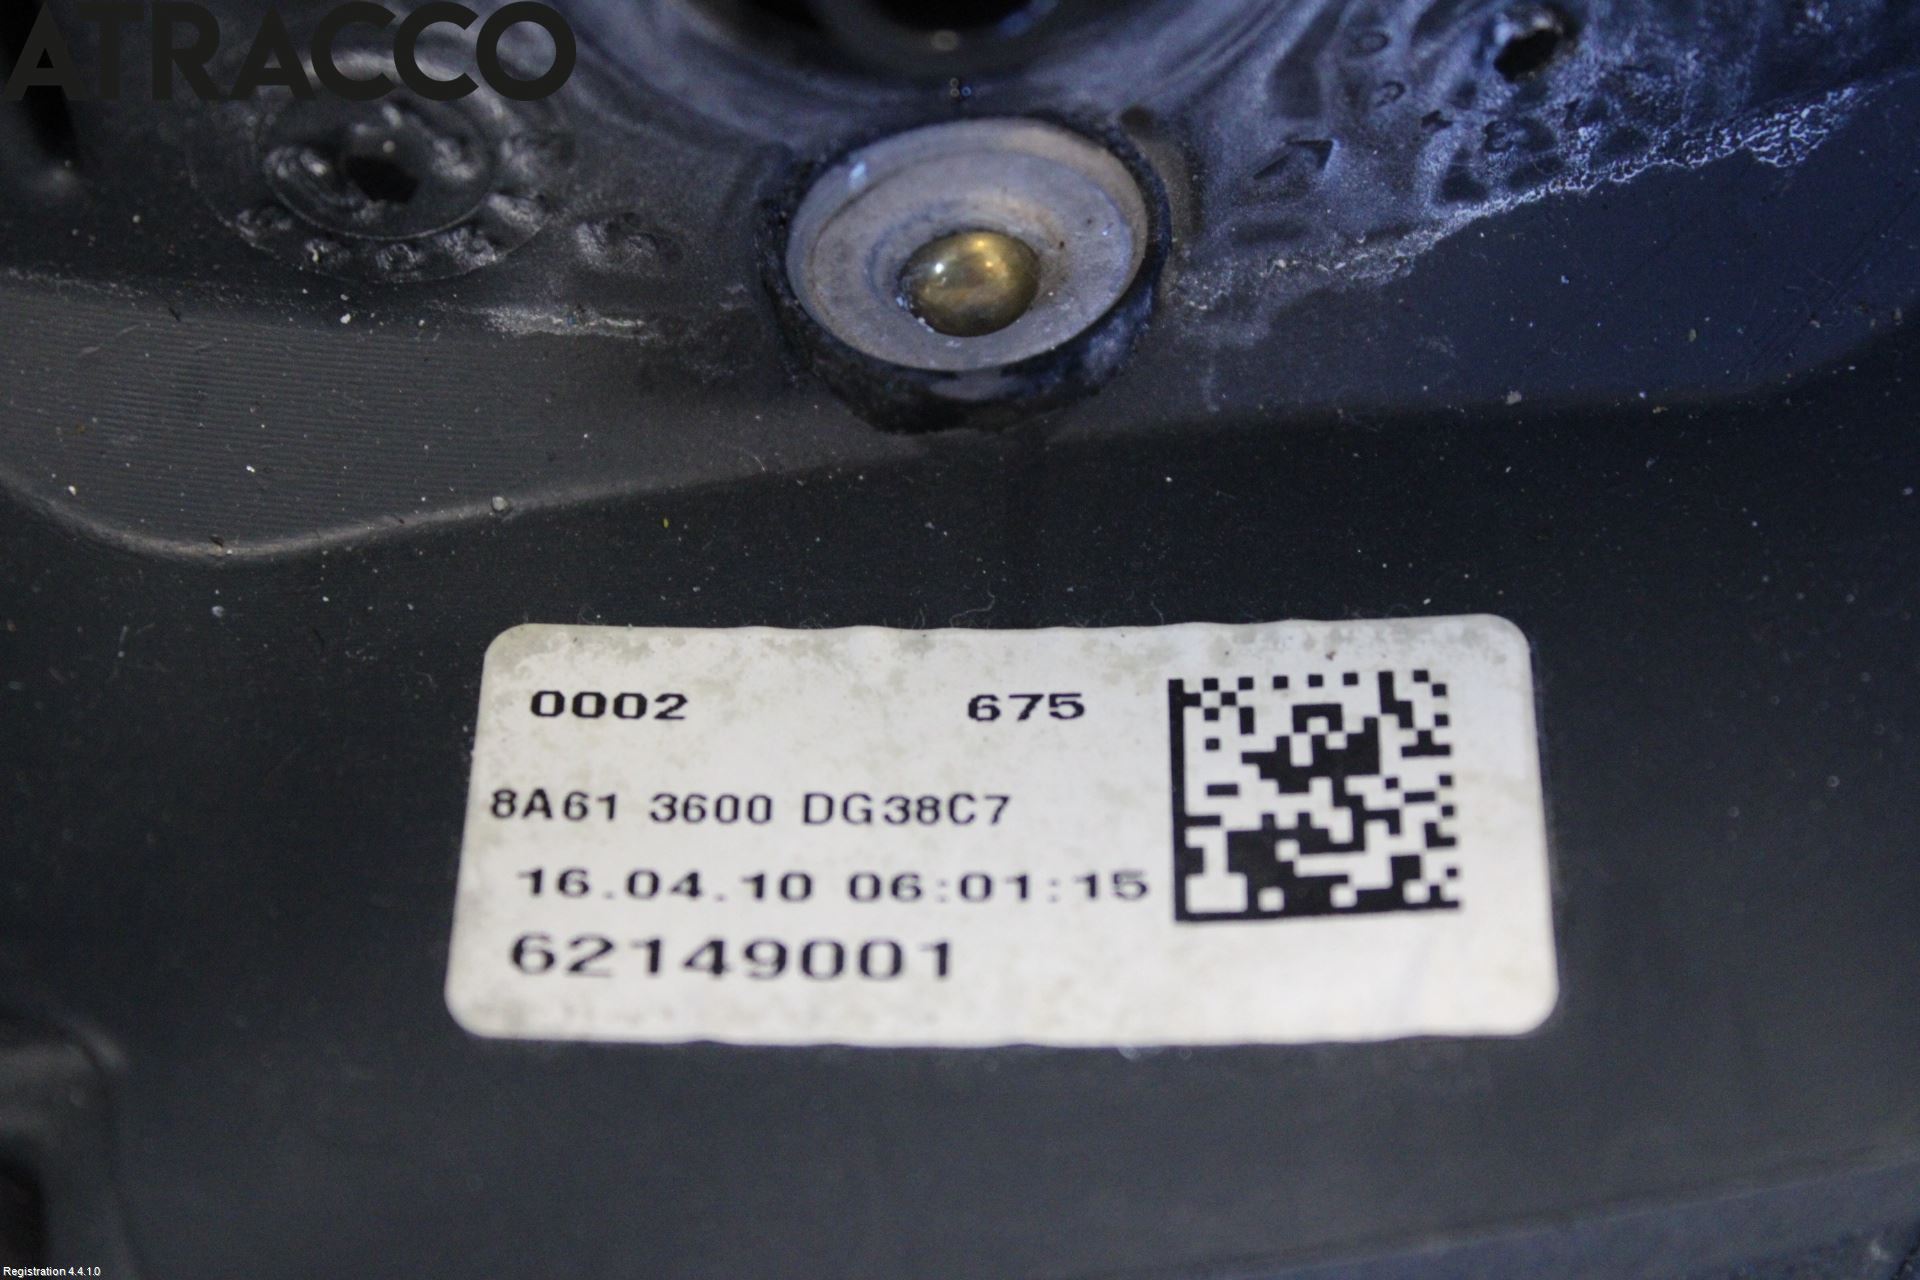 ATRACCO
0002 675
8A61 3600 DG38C7
16.04.10 06:01:15
62149001
Registration 4.4.1.0